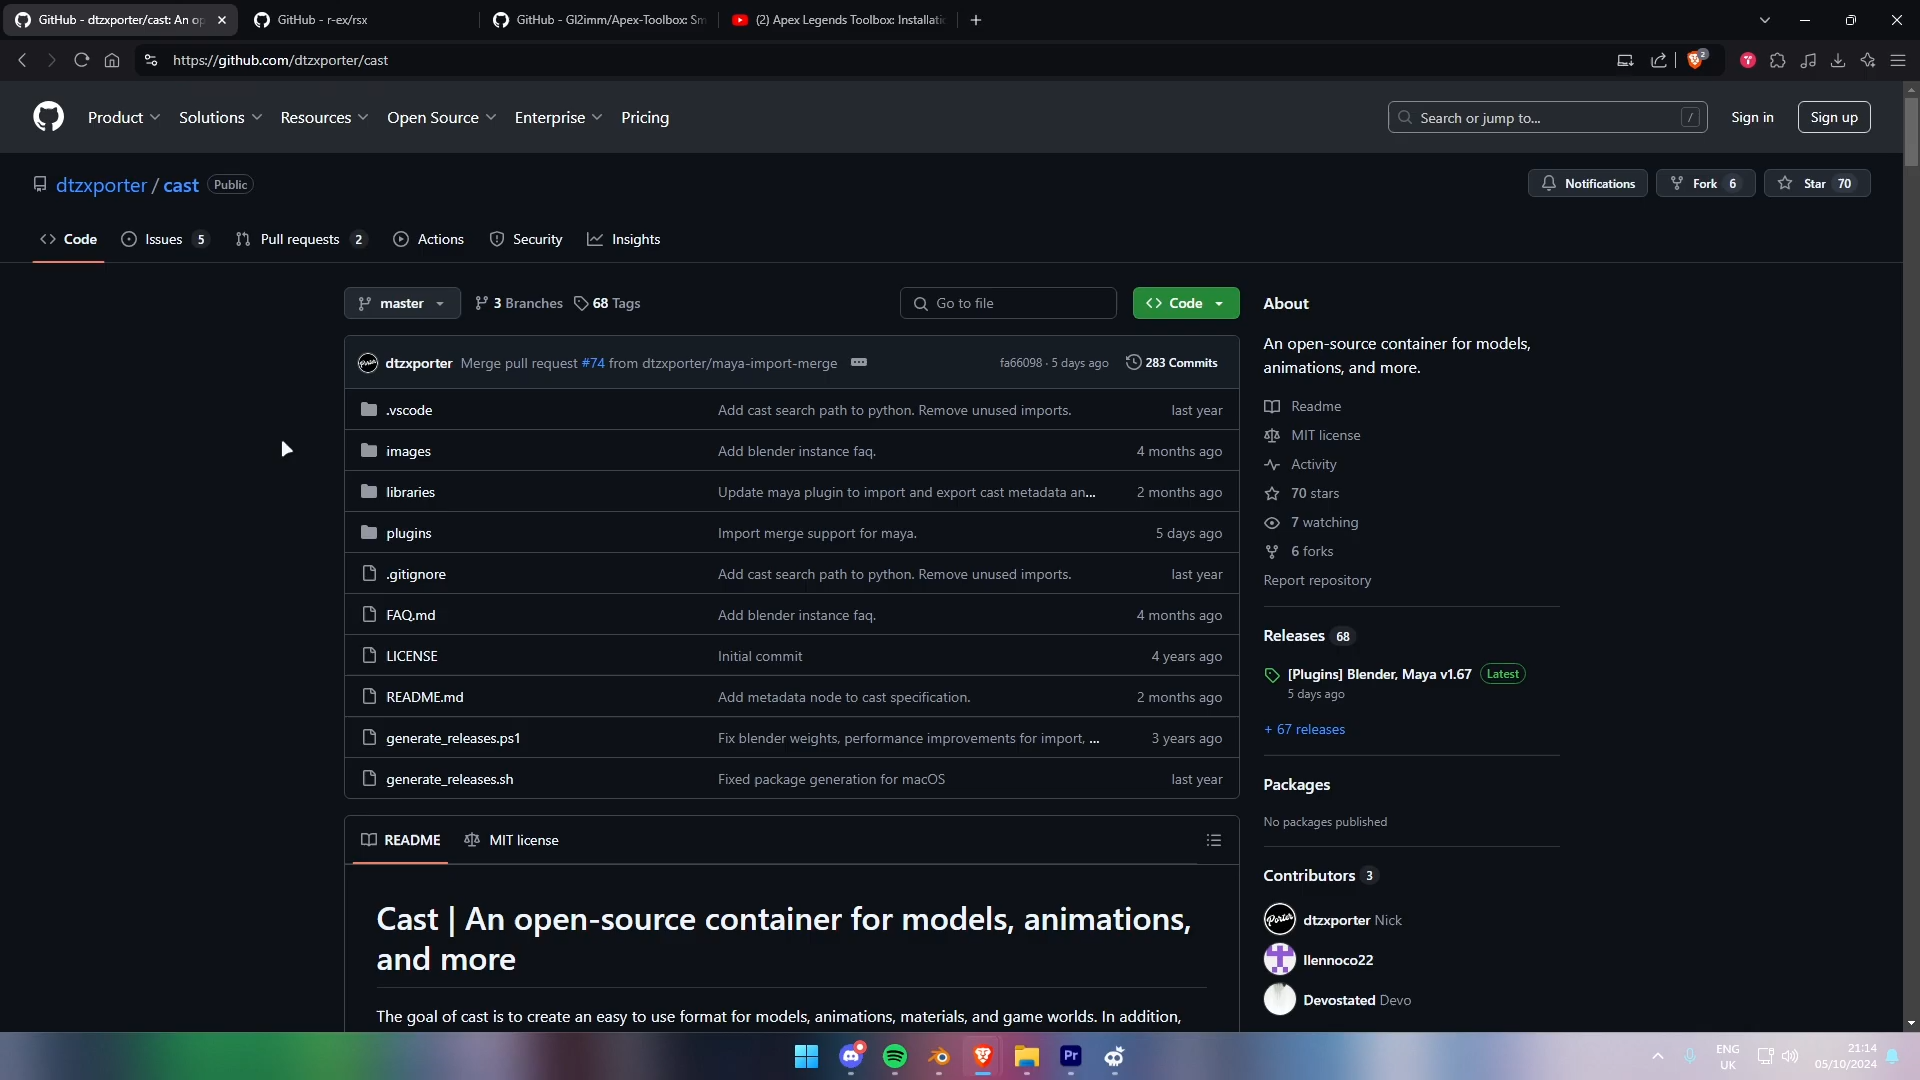 GitHub - dtzxporter/cast: An op
GitHub - r-ex/rsx
GitHub - Gl2imm/Apex-Toolbox: Sm
(2) Apex Legends Toolbox: Installati
https://github.com/dtzxporter/cast
2
Product
Solutions
Resources
Open Source
Enterprise
Pricing
Search or jump to...
/
Sign in
Sign up
dtzxporter / cast Public
Notifications
Fork 6
Star 70
Code
Issues 5
Pull requests 2
Actions
Security
Insights
master
3 Branches
68 Tags
Go to file
Code
dtzxporter Merge pull request #74 from dtzxporter/maya-import-merge
fa66098 · 5 days ago
283 Commits
.vscode Add cast search path to python. Remove unused imports. last year
images Add blender instance faq. 4 months ago
libraries Update maya plugin to import and export cast metadata an... 2 months ago
plugins Import merge support for maya. 5 days ago
.gitignore Add cast search path to python. Remove unused imports. last year
FAQ.md Add blender instance faq. 4 months ago
LICENSE Initial commit 4 years ago
README.md Add metadata node to cast specification. 2 months ago
generate_releases.ps1 Fix blender weights, performance improvements for import, ... 3 years ago
generate_releases.sh Fixed package generation for macOS last year
README
MIT license
Cast | An open-source container for models, animations,
and more
The goal of cast is to create an easy to use format for models, animations, materials, and game worlds. In addition,
About
An open-source container for models,
animations, and more.
Readme
MIT license
Activity
70 stars
7 watching
6 forks
Report repository
Releases 68
[Plugins] Blender, Maya v1.67 Latest
5 days ago
+ 67 releases
Packages
No packages published
Contributors 3
Porter
dtzxporter Nick
llennoco22
Devostated Devo
Pr
ENG
UK
21:14
05/10/2024